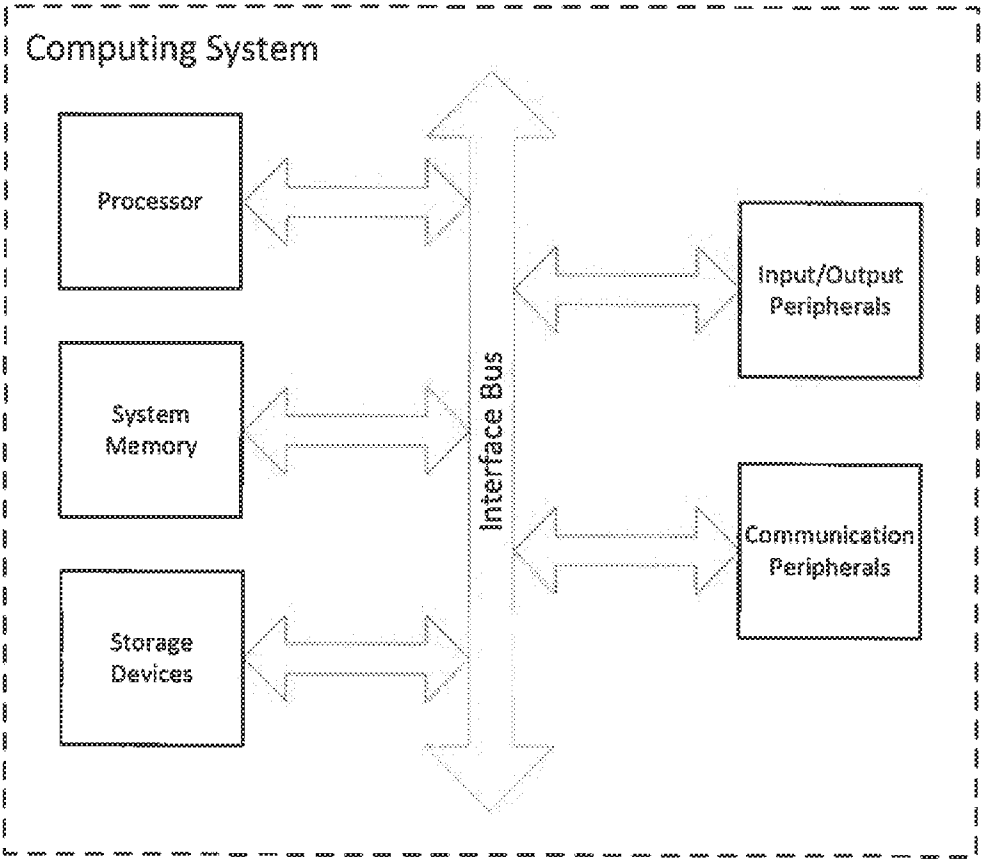 Computing System
Processor
System
Memory
Storage
Devices
Interface Bus
Input/Output
Peripherals
Communication
Peripherals